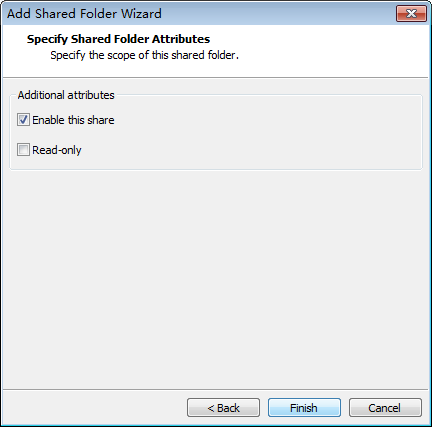 Add Shared Folder Wizard
Specify Shared Folder Attributes
Specify the scope of this shared folder.
Additional attributes
Enable this share
Read-only
< Back
Finish
Cancel